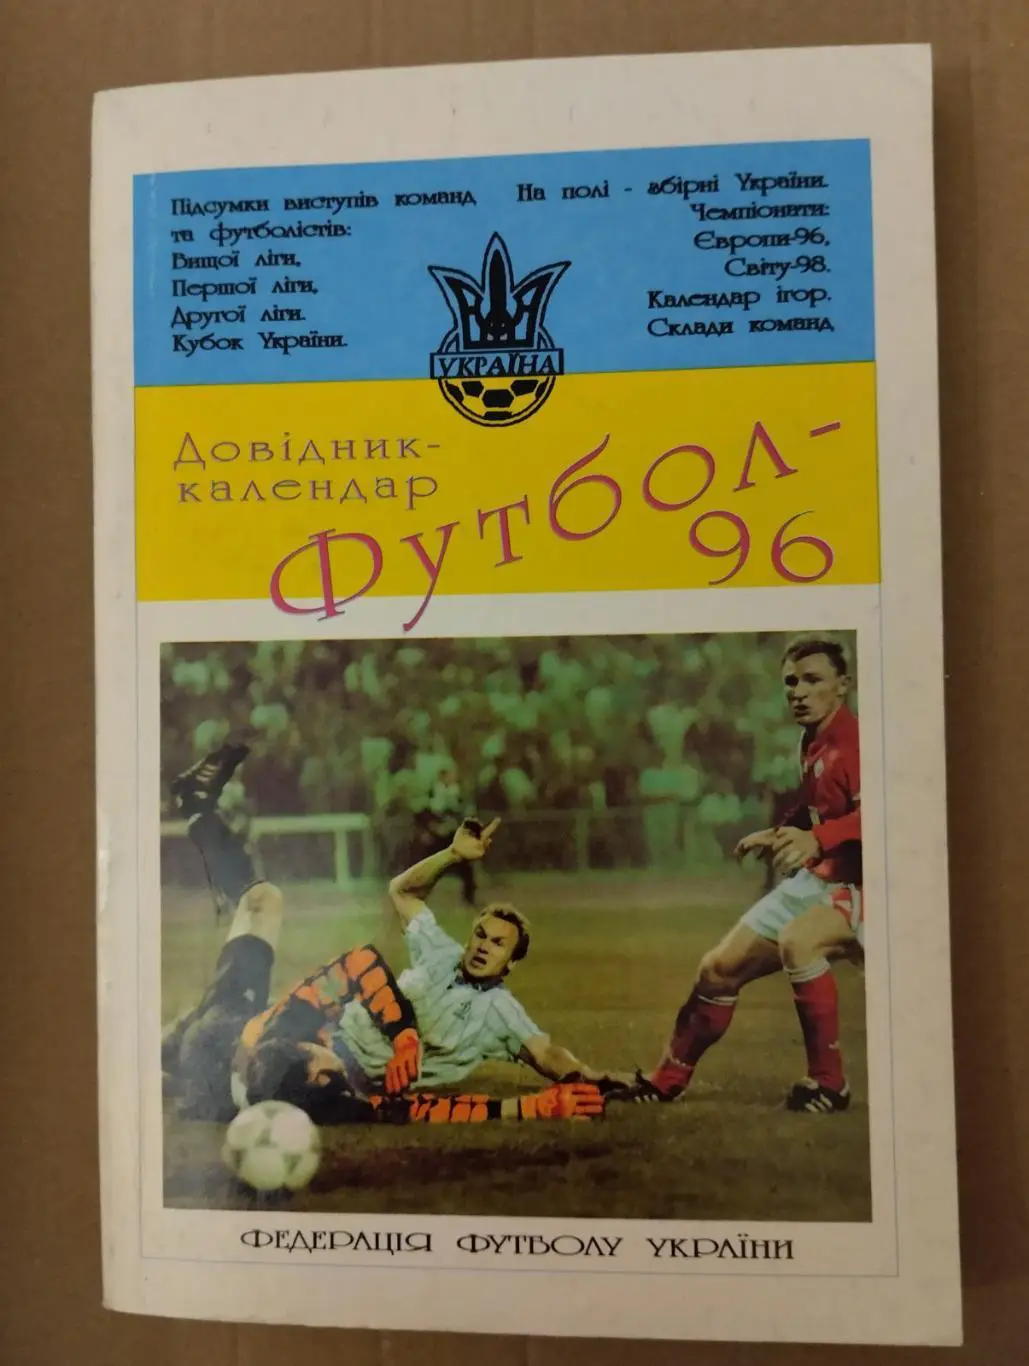 Підсумки виступів команд
та футболістів:
Вищої ліги,
Першої ліги,
Другої ліги.
Кубок України.
На полі - збірні України.
Чемпіонати:
Європи-96,
Світу-98.
Календар ігор.
Склади команд
УКРАЇНА
Довідник-
календар
Футбол-
96
ФЕДЕРАЦІЯ ФУТБОЛУ УКРАЇНИ